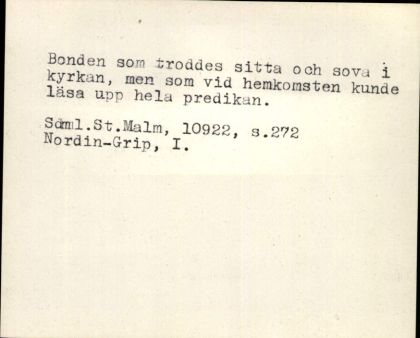 Bonden som troddes sitta och sova i
kyrkan, men som vid hemkomsten kunde
läsa upp hela predikan.
Sdml.St.Malm, 10922, s.272
Nordin-Grip, I.